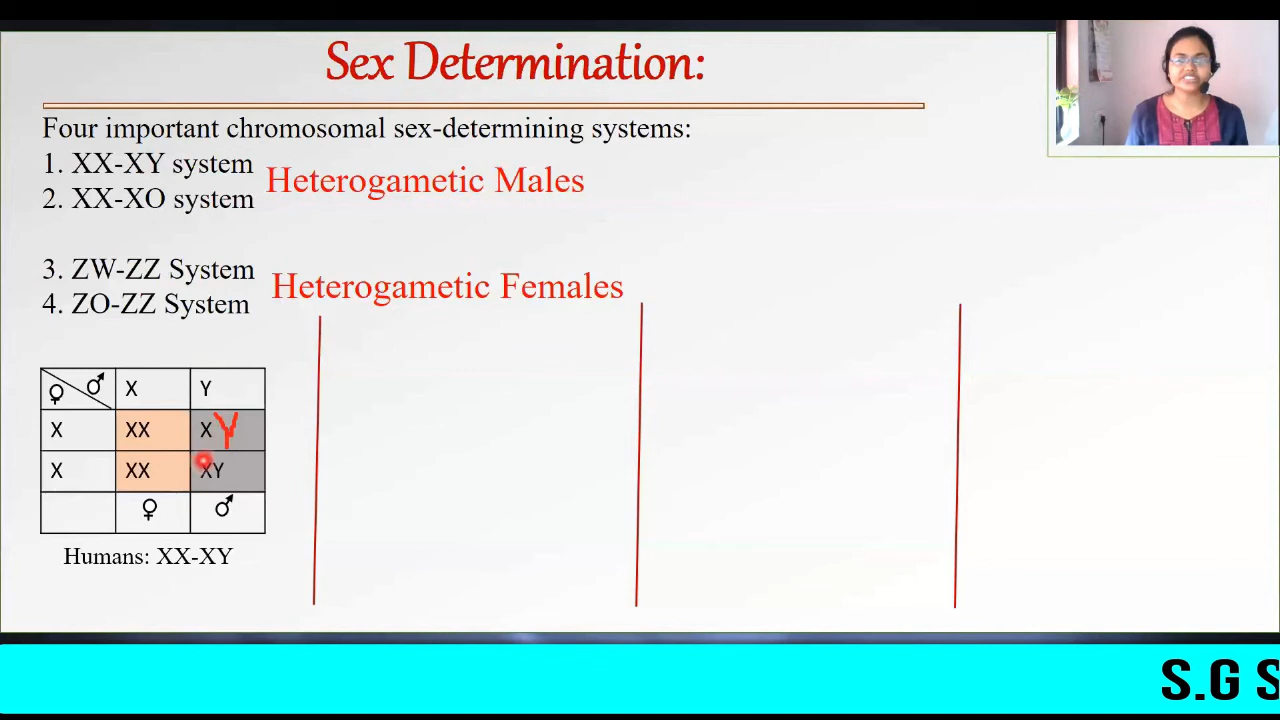 Sex Determination:
Four important chromosomal sex-determining systems:
1. XX-XY system
2. XX-XO system
Heterogametic Males
3. ZW-ZZ System
4. ZO-ZZ System
Heterogametic Females
♀ ♂ X Y
X XX XY
X XX XY
♀ ♂
Humans: XX-XY
S.G S